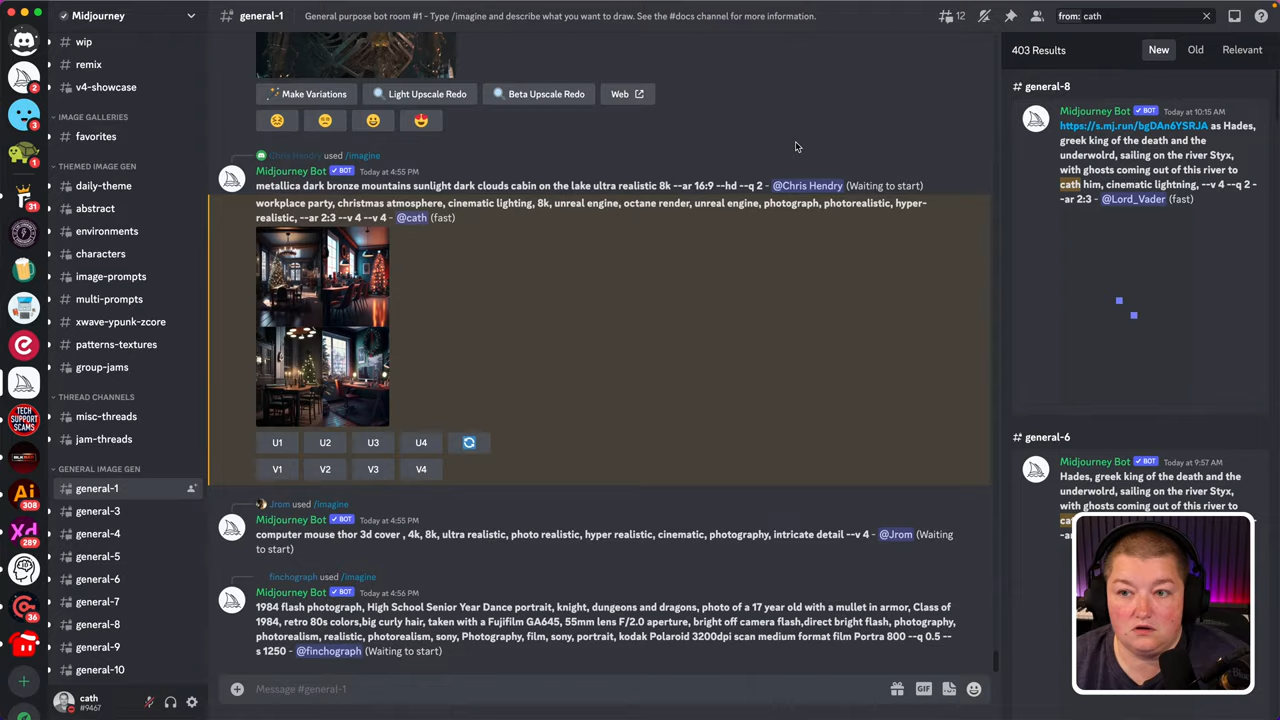 Midjourney
wip
remix
v4-showcase
IMAGE GALLERIES
favorites
THEMED IMAGE GEN
daily-theme
abstract
environments
characters
image-prompts
multi-prompts
xwave-ypunk-zcore
patterns-textures
group-jams
THREAD CHANNELS
misc-threads
jam-threads
GENERAL IMAGE GEN
general-1
general-3
general-4
general-5
general-6
general-7
general-8
general-9
general-10
cath
#9467
2
3
1
31
TECH
SUPPORT
SCAMS
Ai
308
Xd
289
36
general-1
General purpose bot room #1 - Type /imagine and describe what you want to draw. See the #docs channel for more information.
12
from: cath
Make Variations
Light Upscale Redo
Beta Upscale Redo
Web
Chris Hendry used /imagine
Midjourney Bot ✓ BOT Today at 4:55 PM
metallica dark bronze mountains sunlight dark clouds cabin on the lake ultra realistic 8k --ar 16:9 --hd --q 2 - @Chris Hendry (Waiting to start)
workplace party, christmas atmosphere, cinematic lighting, 8k, unreal engine, octane render, unreal engine, photograph, photorealistic, hyper-
realistic, --ar 2:3 --v 4 --v 4 - @cath (fast)
U1
U2
U3
U4
V1
V2
V3
V4
Jrom used /imagine
Midjourney Bot ✓ BOT Today at 4:55 PM
computer mouse thor 3d cover , 4k, 8k, ultra realistic, photo realistic, hyper realistic, cinematic, photography, intricate detail --v 4 - @Jrom (Waiting
to start)
finchograph used /imagine
Midjourney Bot ✓ BOT Today at 4:56 PM
1984 flash photograph, High School Senior Year Dance portrait, knight, dungeons and dragons, photo of a 17 year old with a mullet in armor, Class of
1984, retro 80s colors,big curly hair, taken with a Fujifilm GA645, 55mm lens F/2.0 aperture, bright off camera flash,direct bright flash, photography,
photorealism, realistic, photorealism, sony, Photography, film, sony, portrait, kodak Polaroid 3200dpi scan medium format film Portra 800 --q 0.5 --
s 1250 - @finchograph (Waiting to start)
Message #general-1
GIF
403 Results
New
Old
Relevant
# general-8
Midjourney Bot ✓ BOT Today at 10:15 AM
https://s.mj.run/bgDAn6YSRJA as Hades,
greek king of the death and the
underwolrd, sailing on the river Styx,
with ghosts coming out of this river to
cath him, cinematic lightning, --v 4 --q 2 -
-ar 2:3 - @Lord_Vader (fast)
# general-6
Midjourney Bot ✓ BOT Today at 9:57 AM
Hades, greek king of the death and the
underwolrd, sailing on the river Styx,
with ghosts coming out of this river to